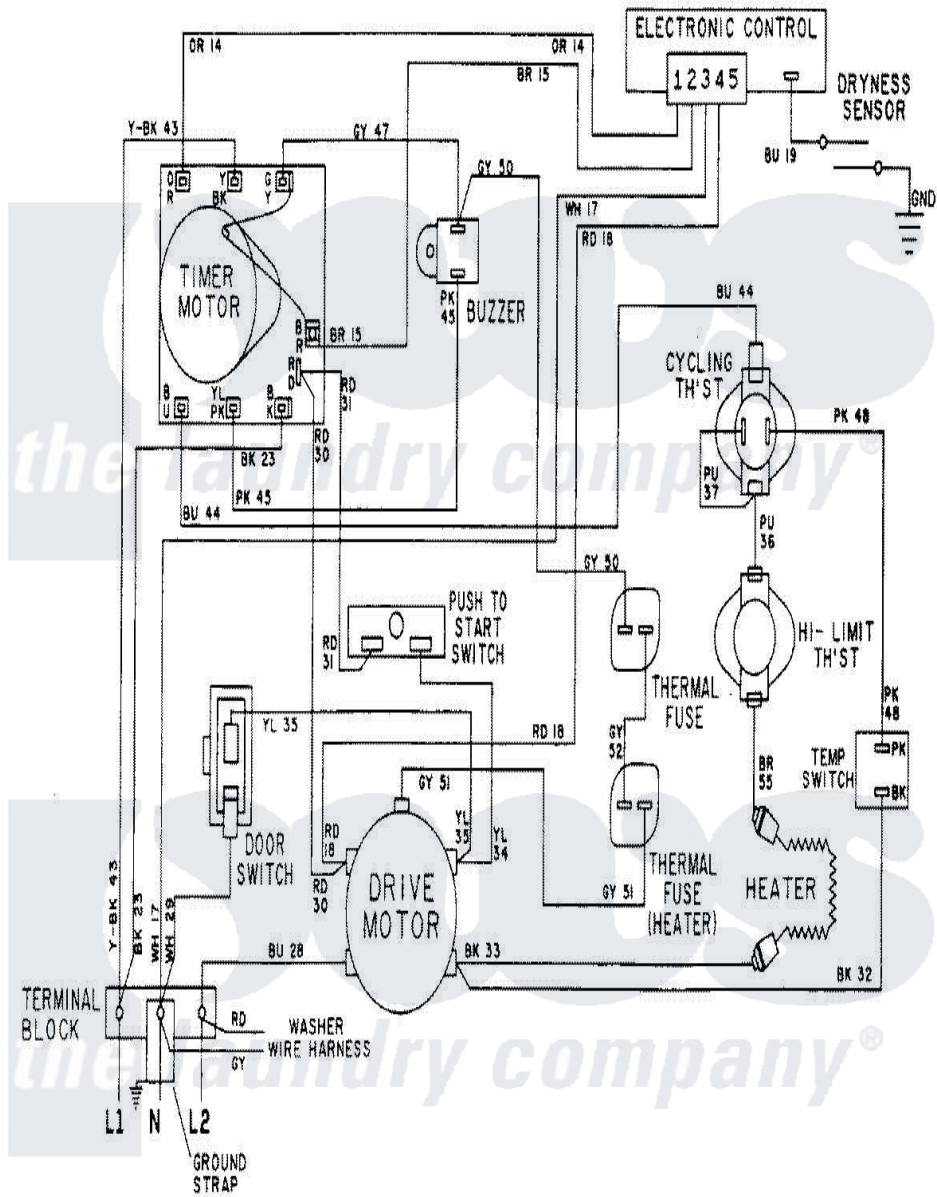 ELECTRONIC CONTROL
OR 14
OR 14
BR 15
1 2 3 4 5
DRYNESS
SENSOR
Y-BK 43
GY 47
GY 50
BU 19
O
R
Y
BK
G
Y
WH 17
RD 18
GND
TIMER
MOTOR
PK
45
BUZZER
BU 44
B
R
BR 15
R
D
RD
31
CYCLING
TH'ST
B
U
YL
PK
B
K
PK 48
RD
30
BK 23
PU
37
PK 45
BU 44
PU
36
the laundry company®
GY 50
PUSH TO
START
SWITCH
RD
31
HI-LIMIT
TH'ST
THERMAL
FUSE
PK
48
YL 35
RD 18
GY
52
TEMP
SWITCH
PK
BK
GY 51
BR
55
DOOR
SWITCH
RD
18
YL
35
YL
34
RD
30
DRIVE
MOTOR
THERMAL
FUSE
(HEATER)
GY 51
HEATER
Y-BK 43
BK 23
WH 17
WH 29
BU 28
BK 33
BK 32
TERMINAL
BLOCK
RD
WASHER
WIRE HARNESS
GY
the laundry company®
L1
N
L2
GROUND
STRAP